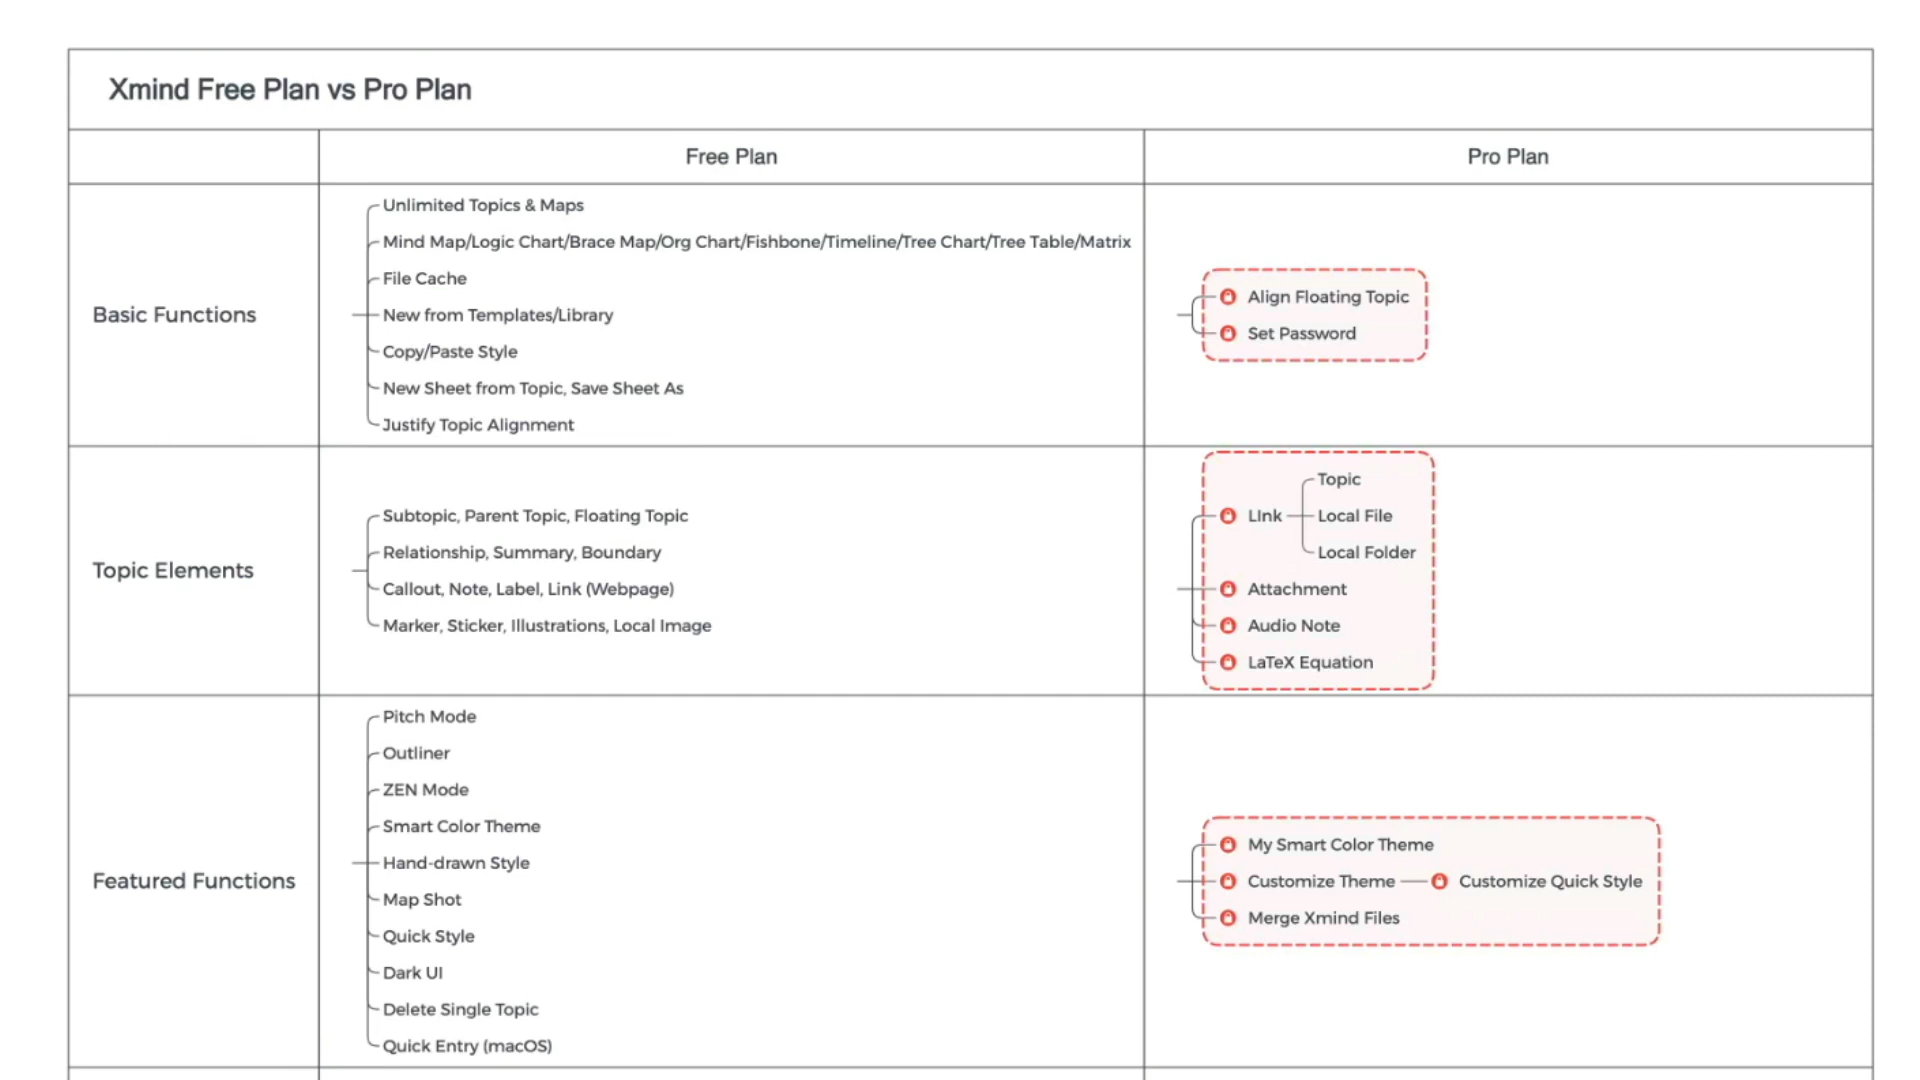 Xmind Free Plan vs Pro Plan
Free Plan
Pro Plan
Basic Functions
Unlimited Topics & Maps
Mind Map/Logic Chart/Brace Map/Org Chart/Fishbone/Timeline/Tree Chart/Tree Table/Matrix
File Cache
New from Templates/Library
Copy/Paste Style
New Sheet from Topic, Save Sheet As
Justify Topic Alignment
Align Floating Topic
Set Password
Topic Elements
Subtopic, Parent Topic, Floating Topic
Relationship, Summary, Boundary
Callout, Note, Label, Link (Webpage)
Marker, Sticker, Illustrations, Local Image
LInk
Topic
Local File
Local Folder
Attachment
Audio Note
LaTeX Equation
Featured Functions
Pitch Mode
Outliner
ZEN Mode
Smart Color Theme
Hand-drawn Style
Map Shot
Quick Style
Dark UI
Delete Single Topic
Quick Entry (macOS)
My Smart Color Theme
Customize Theme
Customize Quick Style
Merge Xmind Files